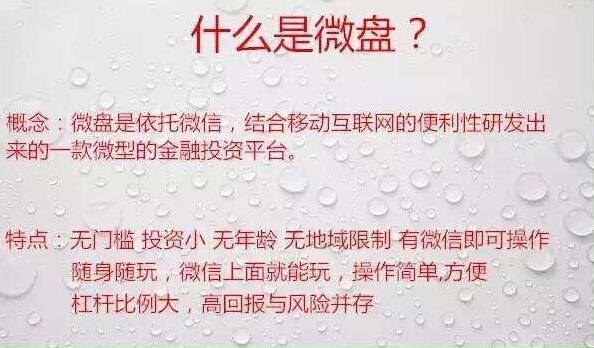 什么是微盘？
概念：微盘是依托微信，结合移动互联网的便利性研发出
来的一款微型的金融投资平台。
特点：无门槛 投资小 无年龄 无地域限制 有微信即可操作
随身随玩，微信上面就能玩，操作简单,方便
杠杆比例大，高回报与风险并存